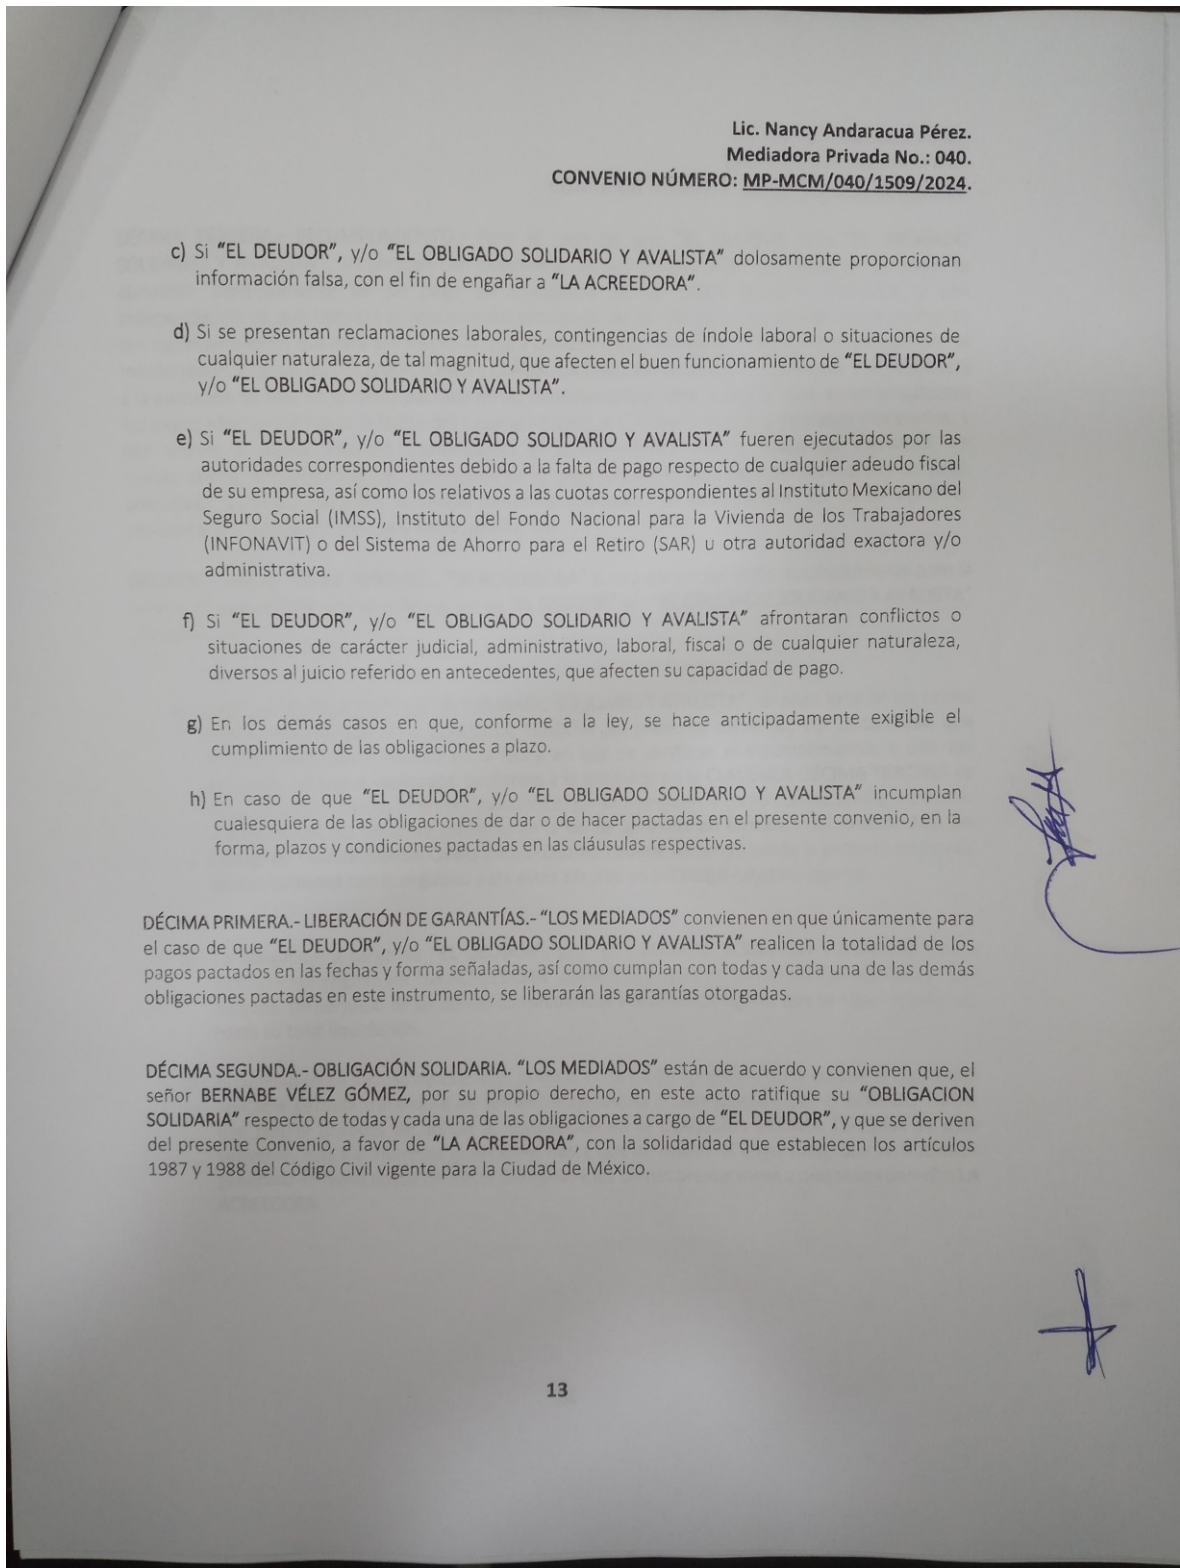 Lic. Nancy Andaracua Pérez.
Mediadora Privada No.: 040.
CONVENIO NÚMERO: MP-MCM/040/1509/2024.
c) Si “EL DEUDOR”, y/o “EL OBLIGADO SOLIDARIO Y AVALISTA” dolosamente proporcionan
información falsa, con el fin de engañar a “LA ACREEDORA”.
d) Si se presentan reclamaciones laborales, contingencias de índole laboral o situaciones de
cualquier naturaleza, de tal magnitud, que afecten el buen funcionamiento de “EL DEUDOR”,
y/o “EL OBLIGADO SOLIDARIO Y AVALISTA”.
e) Si “EL DEUDOR”, y/o “EL OBLIGADO SOLIDARIO Y AVALISTA” fueren ejecutados por las
autoridades correspondientes debido a la falta de pago respecto de cualquier adeudo fiscal
de su empresa, así como los relativos a las cuotas correspondientes al Instituto Mexicano del
Seguro Social (IMSS), Instituto del Fondo Nacional para la Vivienda de los Trabajadores
(INFONAVIT) o del Sistema de Ahorro para el Retiro (SAR) u otra autoridad exactora y/o
administrativa.
f) Si “EL DEUDOR”, y/o “EL OBLIGADO SOLIDARIO Y AVALISTA” afrontaran conflictos o
situaciones de carácter judicial, administrativo, laboral, fiscal o de cualquier naturaleza,
diversos al juicio referido en antecedentes, que afecten su capacidad de pago.
g) En los demás casos en que, conforme a la ley, se hace anticipadamente exigible el
cumplimiento de las obligaciones a plazo.
h) En caso de que “EL DEUDOR”, y/o “EL OBLIGADO SOLIDARIO Y AVALISTA” incumplan
cualesquiera de las obligaciones de dar o de hacer pactadas en el presente convenio, en la
forma, plazos y condiciones pactadas en las cláusulas respectivas.
DÉCIMA PRIMERA.- LIBERACIÓN DE GARANTÍAS.- “LOS MEDIADOS” convienen en que únicamente para
el caso de que “EL DEUDOR”, y/o “EL OBLIGADO SOLIDARIO Y AVALISTA” realicen la totalidad de los
pagos pactados en las fechas y forma señaladas, así como cumplan con todas y cada una de las demás
obligaciones pactadas en este instrumento, se liberarán las garantías otorgadas.
DÉCIMA SEGUNDA.- OBLIGACIÓN SOLIDARIA. “LOS MEDIADOS” están de acuerdo y convienen que, el
señor BERNABE VÉLEZ GÓMEZ, por su propio derecho, en este acto ratifique su “OBLIGACION
SOLIDARIA” respecto de todas y cada una de las obligaciones a cargo de “EL DEUDOR”, y que se deriven
del presente Convenio, a favor de “LA ACREEDORA”, con la solidaridad que establecen los artículos
1987 y 1988 del Código Civil vigente para la Ciudad de México.
13